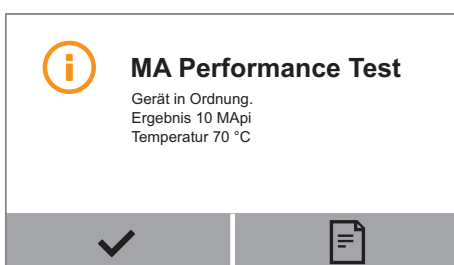 MA Performance Test
Gerät in Ordnung.
Ergebnis 10 MApi
Temperatur 70 °C